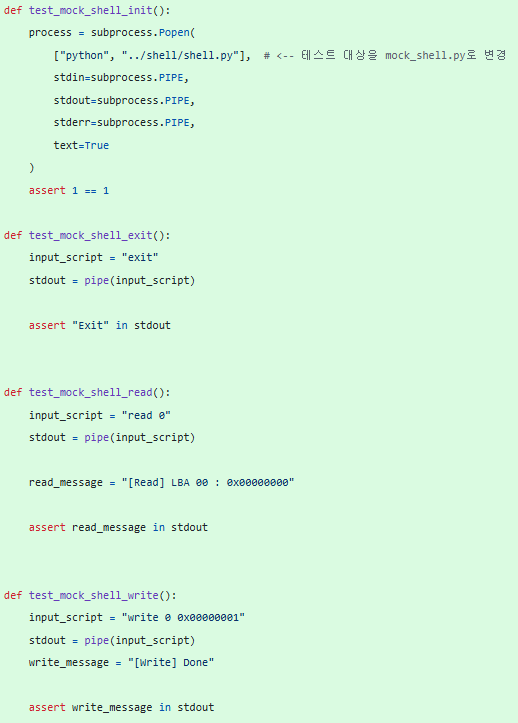 def test_mock_shell_init():
    process = subprocess.Popen(
        ["python", "../shell/shell.py"],  # <-- 테스트 대상을 mock_shell.py로 변경
        stdin=subprocess.PIPE,
        stdout=subprocess.PIPE,
        stderr=subprocess.PIPE,
        text=True
    )
    assert 1 == 1
def test_mock_shell_exit():
    input_script = "exit"
    stdout = pipe(input_script)
    assert "Exit" in stdout
def test_mock_shell_read():
    input_script = "read 0"
    stdout = pipe(input_script)
    read_message = "[Read] LBA 00 : 0x00000000"
    assert read_message in stdout
def test_mock_shell_write():
    input_script = "write 0 0x00000001"
    stdout = pipe(input_script)
    write_message = "[Write] Done"
    assert write_message in stdout